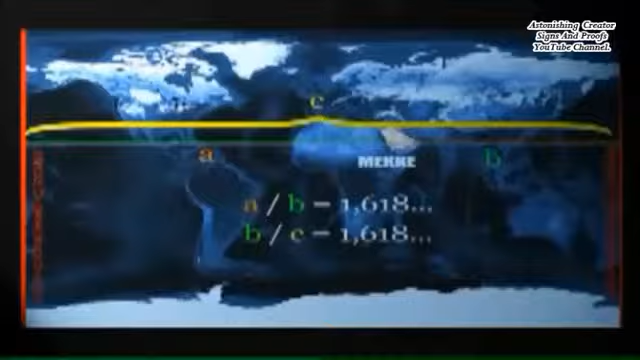 Astonishing Creator
Signs And Proofs
YouTube Channel.
c
a
MEKKE
b
a / b = 1,618...
b / c = 1,618...